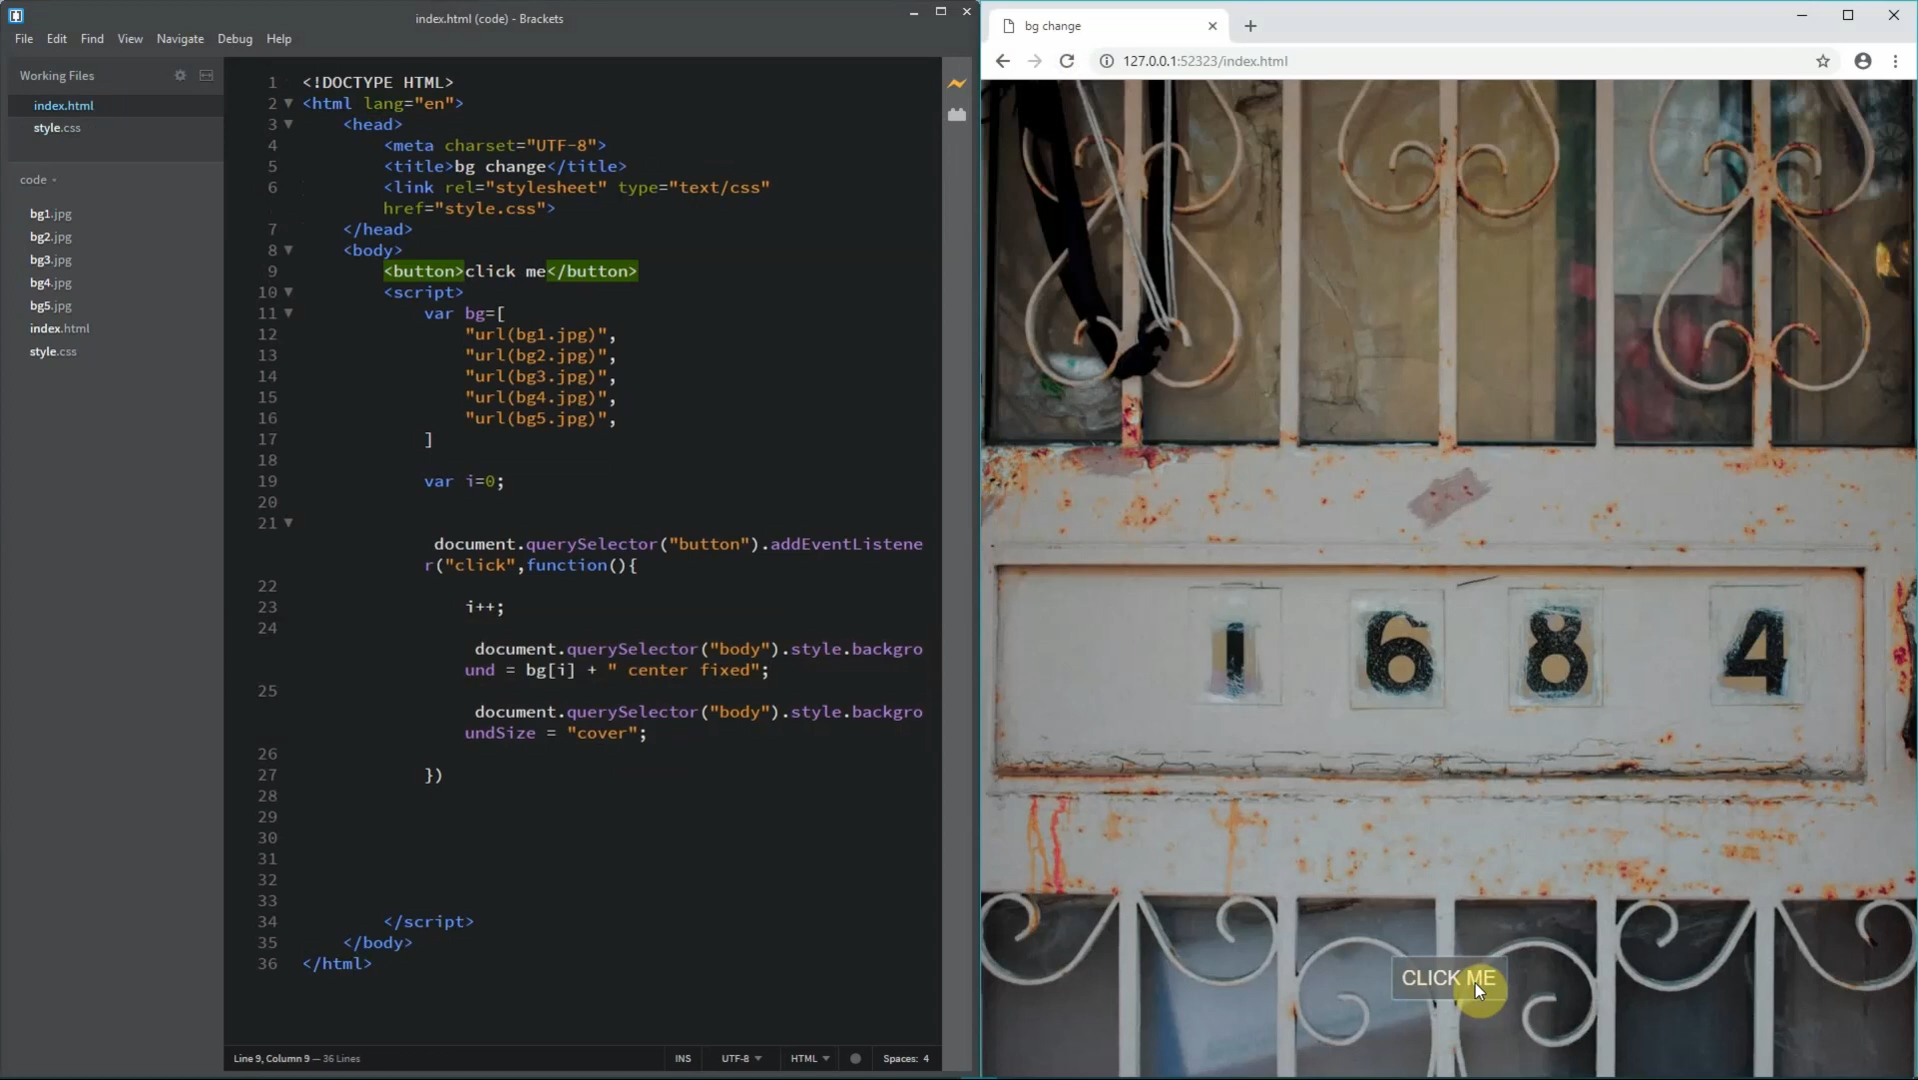 index.html (code) - Brackets
File Edit Find View Navigate Debug Help
Working Files
index.html
style.css
code
bg1.jpg
bg2.jpg
bg3.jpg
bg4.jpg
bg5.jpg
index.html
style.css
1 <!DOCTYPE HTML>
2 <html lang="en">
3 <head>
4 <meta charset="UTF-8">
5 <title>bg change</title>
6 <link rel="stylesheet" type="text/css"
href="style.css">
7 </head>
8 <body>
9 <button>click me</button>
10 <script>
11 var bg=[
12 "url(bg1.jpg)",
13 "url(bg2.jpg)",
14 "url(bg3.jpg)",
15 "url(bg4.jpg)",
16 "url(bg5.jpg)",
17 ]
18
19 var i=0;
20
21
document.querySelector("button").addEventListene
r("click",function(){
22
23 i++;
24
document.querySelector("body").style.backgro
und = bg[i] + " center fixed";
25
document.querySelector("body").style.backgro
undSize = "cover";
26
27 })
28
29
30
31
32
33
34 </script>
35 </body>
36 </html>
Line 9, Column 9 — 36 Lines
INS UTF-8 HTML Spaces: 4
bg change
127.0.0.1:52323/index.html
1 6 8 4
CLICK ME